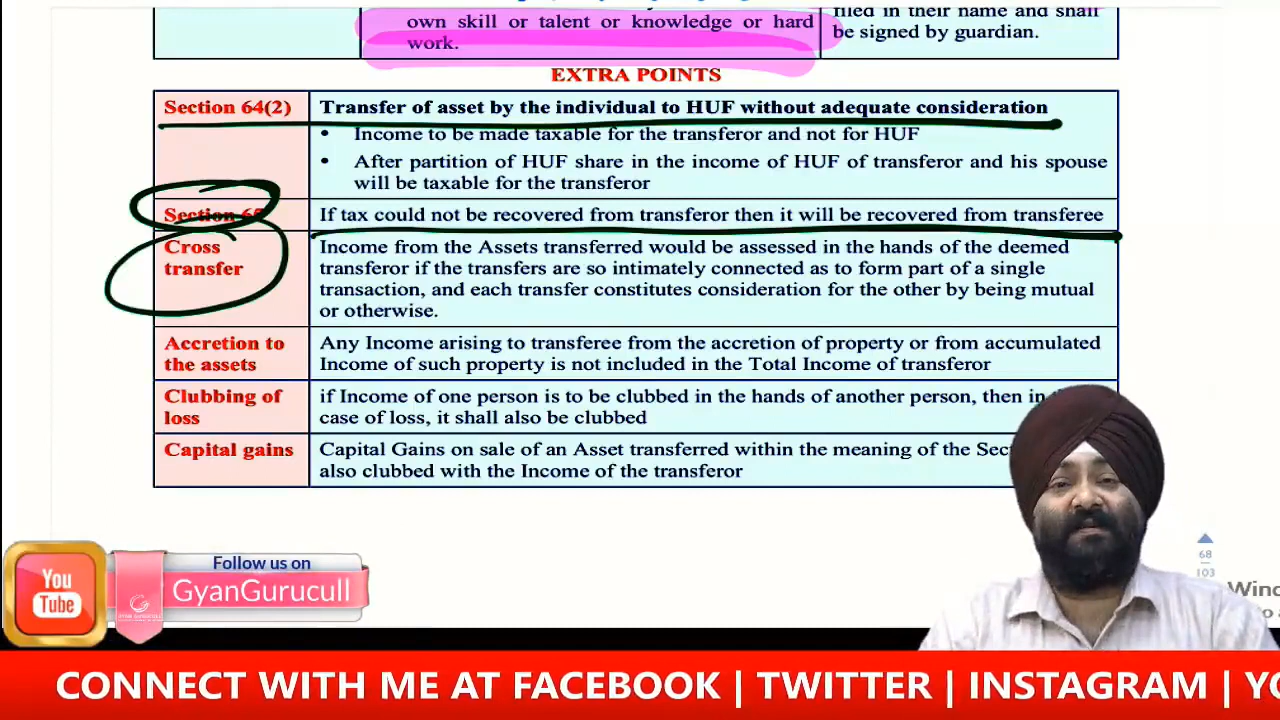 own skill or talent or knowledge or hard
work.
filed in their name and shall
be signed by guardian.
EXTRA POINTS
Section 64(2)
Transfer of asset by the individual to HUF without adequate consideration
• Income to be made taxable for the transferor and not for HUF
• After partition of HUF share in the income of HUF of transferor and his spouse
will be taxable for the transferor
Section 65
If tax could not be recovered from transferor then it will be recovered from transferee
Cross
transfer
Income from the Assets transferred would be assessed in the hands of the deemed
transferor if the transfers are so intimately connected as to form part of a single
transaction, and each transfer constitutes consideration for the other by being mutual
or otherwise.
Accretion to
the assets
Any Income arising to transferee from the accretion of property or from accumulated
Income of such property is not included in the Total Income of transferor
Clubbing of
loss
if Income of one person is to be clubbed in the hands of another person, then in
case of loss, it shall also be clubbed
Capital gains
Capital Gains on sale of an Asset transferred within the meaning of the
also clubbed with the Income of the transferor
68
103
You
Tube
Follow us on
GyanGurucull
CONNECT WITH ME AT FACEBOOK | TWITTER | INSTAGRAM |